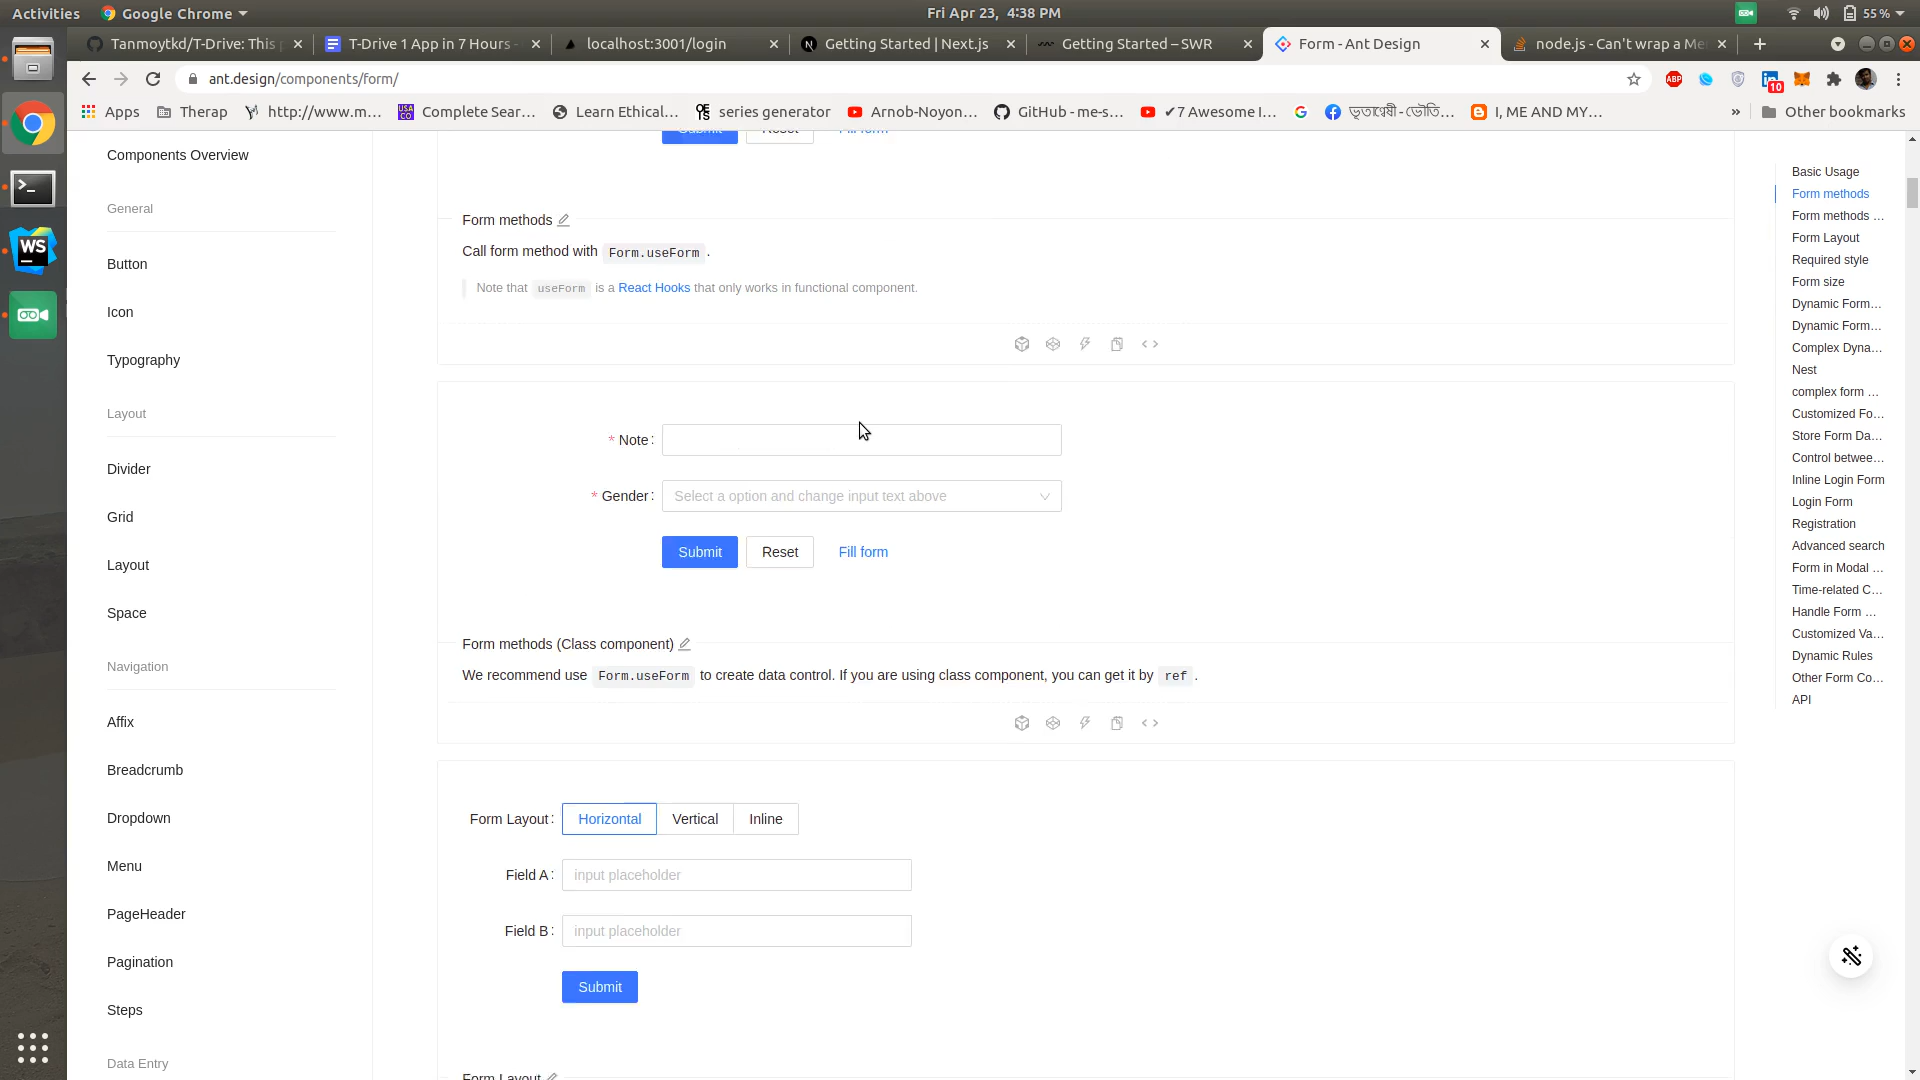 Activities
Google Chrome
Fri Apr 23, 4:38 PM
55 %
Tanmoytkd/T-Drive: This
T-Drive 1 App in 7 Hours -
localhost:3001/login
Getting Started | Next.js
Getting Started – SWR
Form - Ant Design
node.js - Can't wrap a Me
ant.design/components/form/
ABP
10
Apps
Therap
http://www.m...
USA CO
Complete Sear...
Learn Ethical...
series generator
Arnob-Noyon...
GitHub - me-s...
✔7 Awesome I...
ভূতান্বেষী - ভৌতি...
I, ME AND MY...
»
Other bookmarks
Components Overview
General
Button
Icon
Typography
Layout
Divider
Grid
Layout
Space
Navigation
Affix
Breadcrumb
Dropdown
Menu
PageHeader
Pagination
Steps
Data Entry
Submit
Reset
Fill form
Form methods
Call form method with Form.useForm .
Note that useForm is a React Hooks that only works in functional component.
* Note :
* Gender :
Select a option and change input text above
Submit
Reset
Fill form
Form methods (Class component)
We recommend use Form.useForm to create data control. If you are using class component, you can get it by ref .
Form Layout :
Horizontal
Vertical
Inline
Field A :
input placeholder
Field B :
input placeholder
Submit
Form Layout
Basic Usage
Form methods
Form methods ...
Form Layout
Required style
Form size
Dynamic Form...
Dynamic Form...
Complex Dyna...
Nest
complex form ...
Customized Fo...
Store Form Da...
Control betwee...
Inline Login Form
Login Form
Registration
Advanced search
Form in Modal ...
Time-related C...
Handle Form ...
Customized Va...
Dynamic Rules
Other Form Co...
API
WS